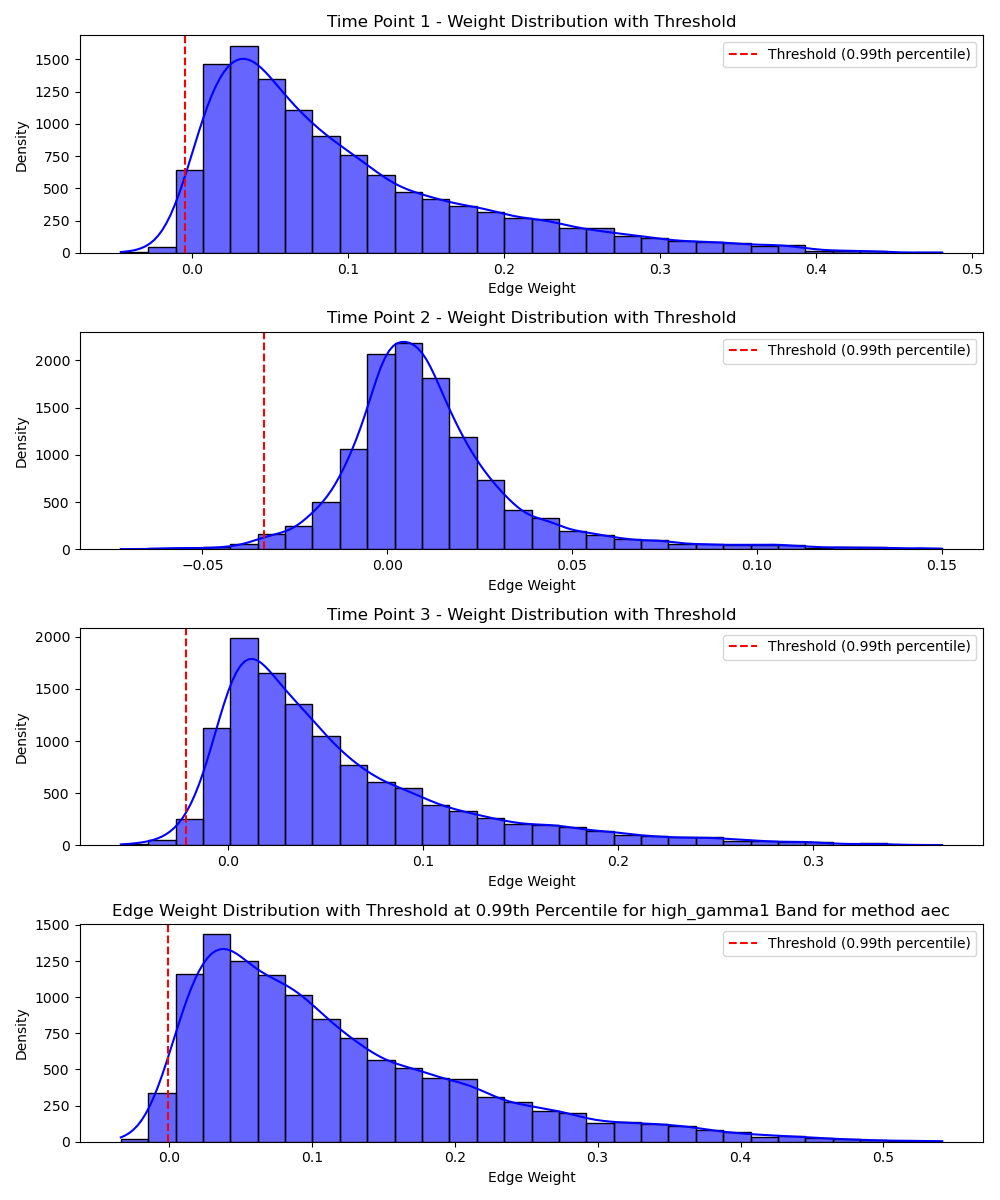 Time Point 1 - Weight Distribution with Threshold
Threshold (0.99th percentile)
Density
1500
1250
1000
750
500
250
0
0.0 0.1 0.2 0.3 0.4 0.5
Edge Weight
Time Point 2 - Weight Distribution with Threshold
Threshold (0.99th percentile)
Density
2000
1500
1000
500
0
−0.05 0.00 0.05 0.10 0.15
Edge Weight
Time Point 3 - Weight Distribution with Threshold
Threshold (0.99th percentile)
Density
2000
1500
1000
500
0
0.0 0.1 0.2 0.3
Edge Weight
Edge Weight Distribution with Threshold at 0.99th Percentile for high_gamma1 Band for method aec
Threshold (0.99th percentile)
Density
1500
1250
1000
750
500
250
0
0.0 0.1 0.2 0.3 0.4 0.5
Edge Weight